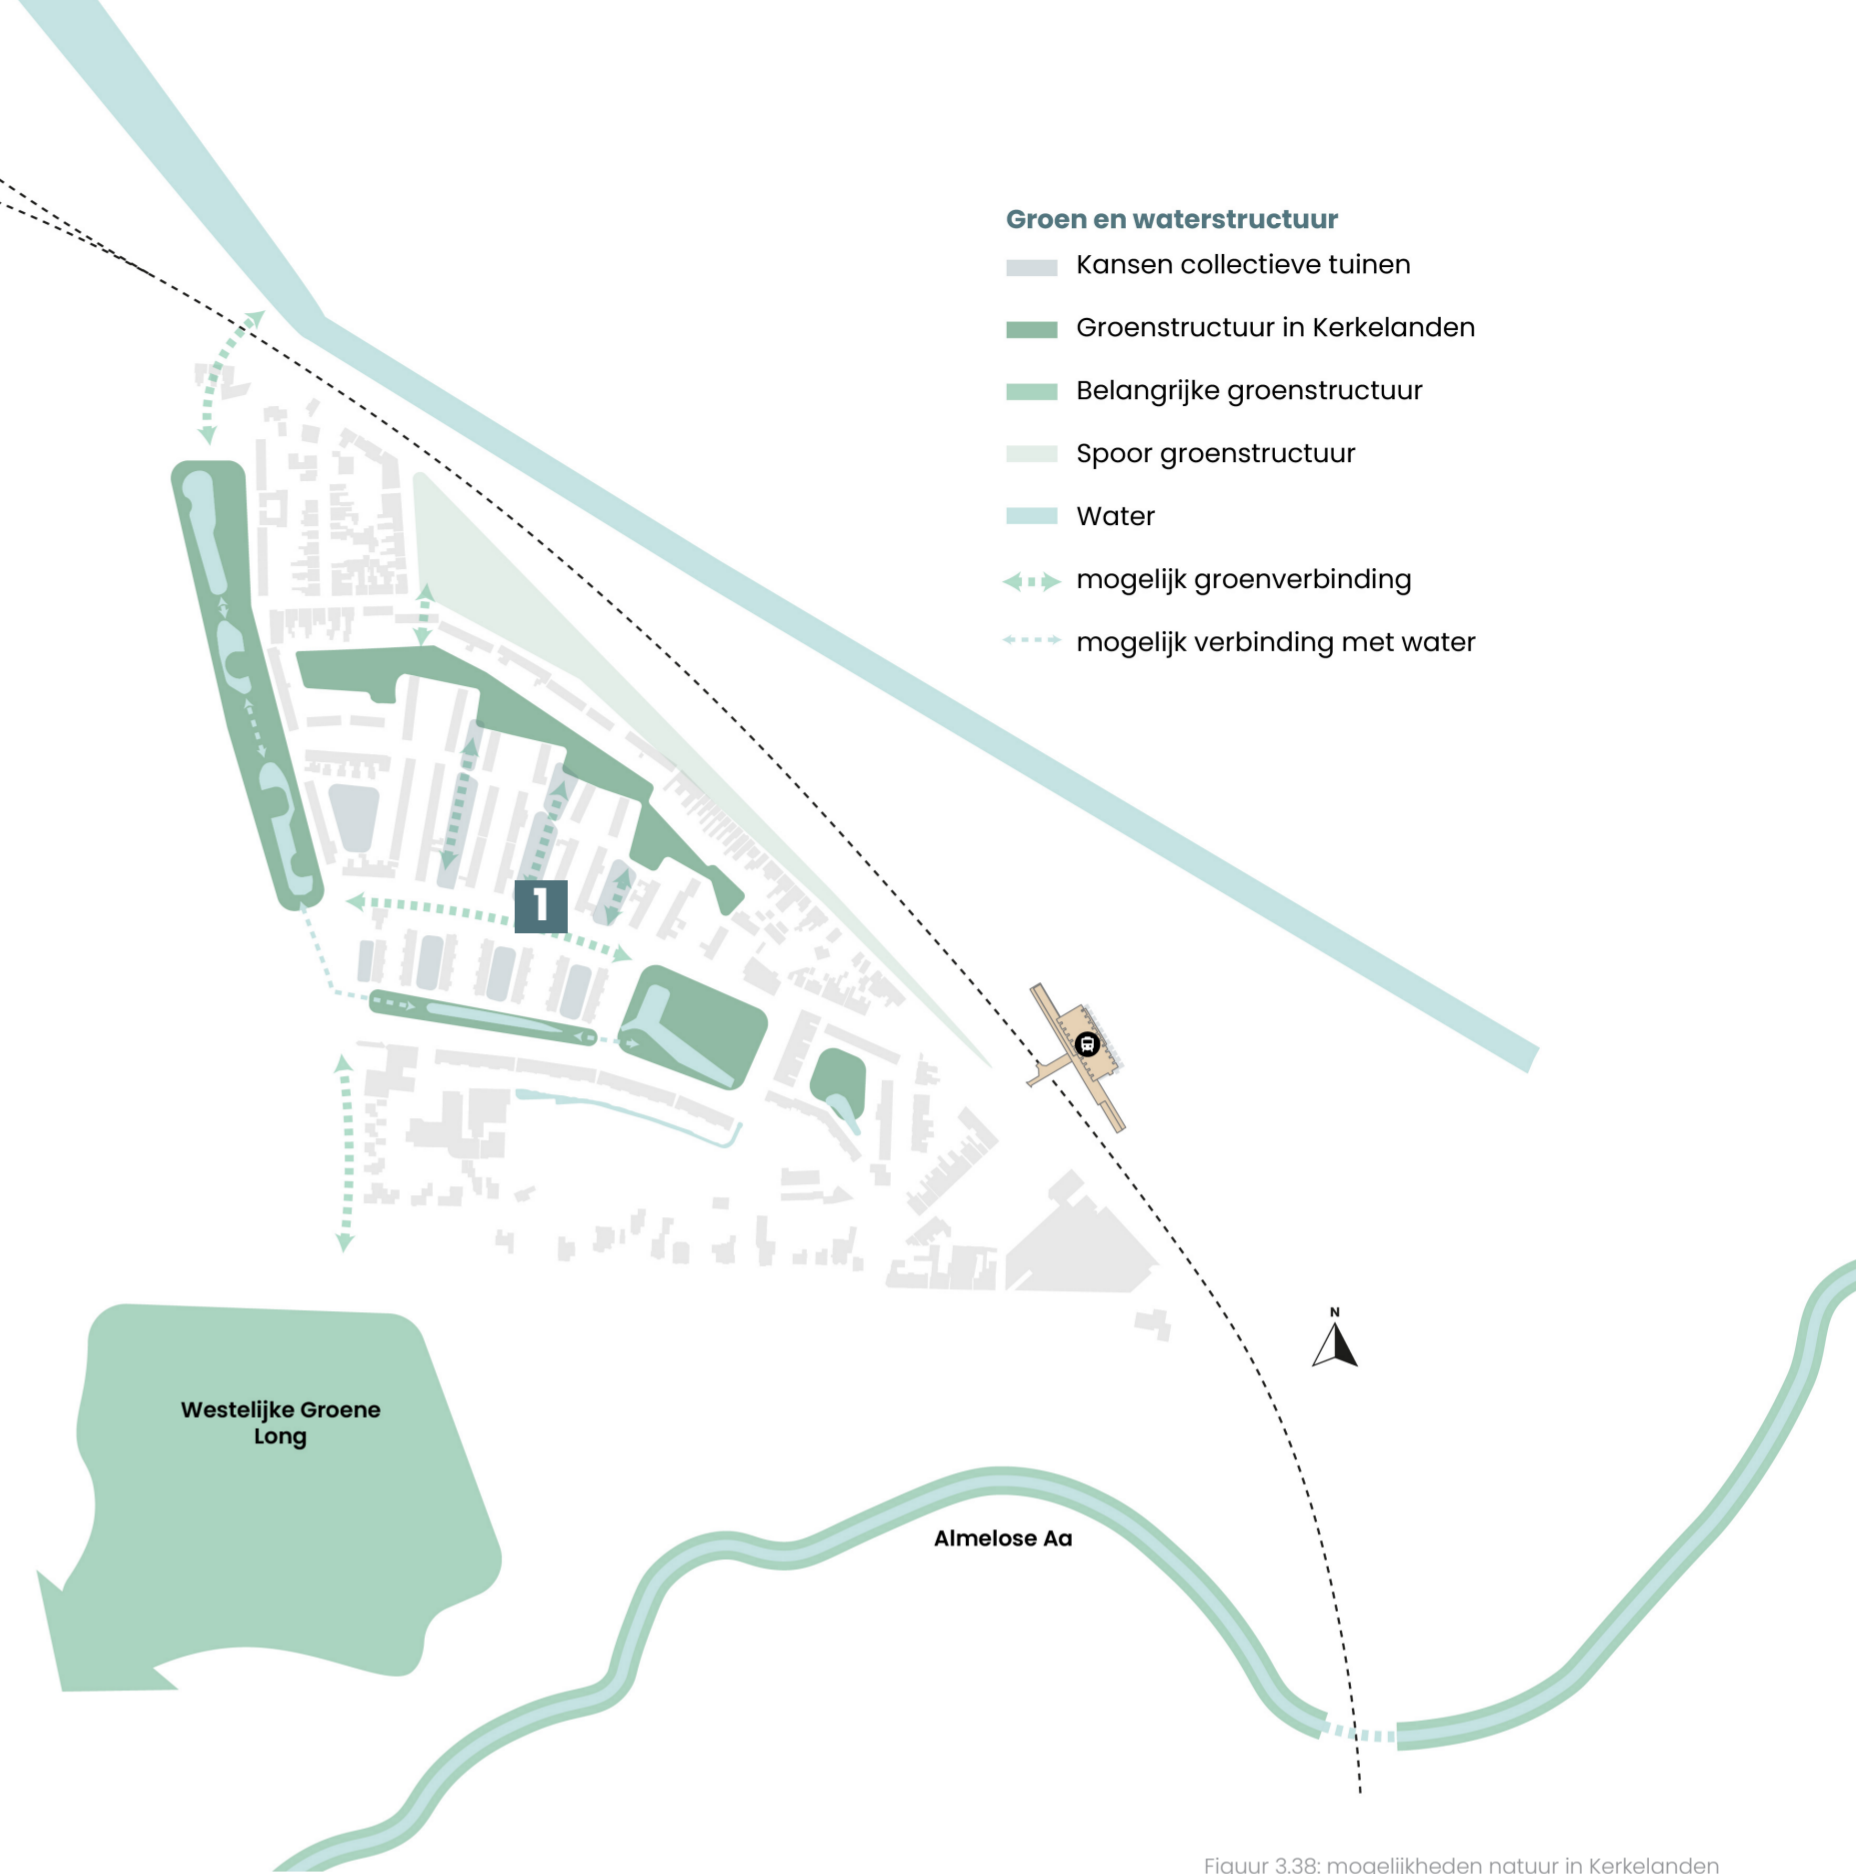 Groen en waterstructuur
Kansen collectieve tuinen
Groenstructuur in Kerkelanden
Belangrijke groenstructuur
Spoor groenstructuur
Water
mogelijk groenverbinding
mogelijk verbinding met water
1
N
Westelijke Groene
Long
Almelose Aa
Figuur 3.38: mogelijkheden natuur in Kerkelanden